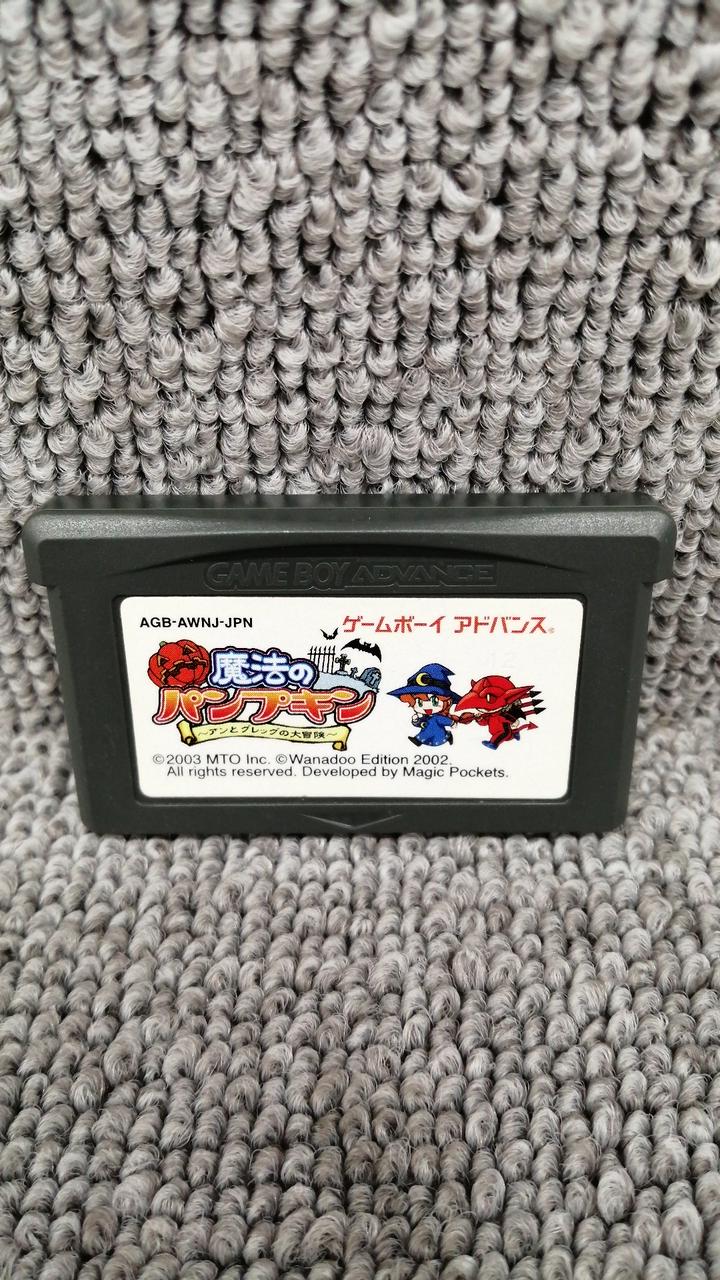 GAME BOY ADVANCE
AGB-AWNJ-JPN
ゲームボーイ アドバンス
魔法の
パンプキン
～アンとグレッグの大冒険～
12
©2003 MTO Inc. ©Wanadoo Edition 2002.
All rights reserved. Developed by Magic Pockets.